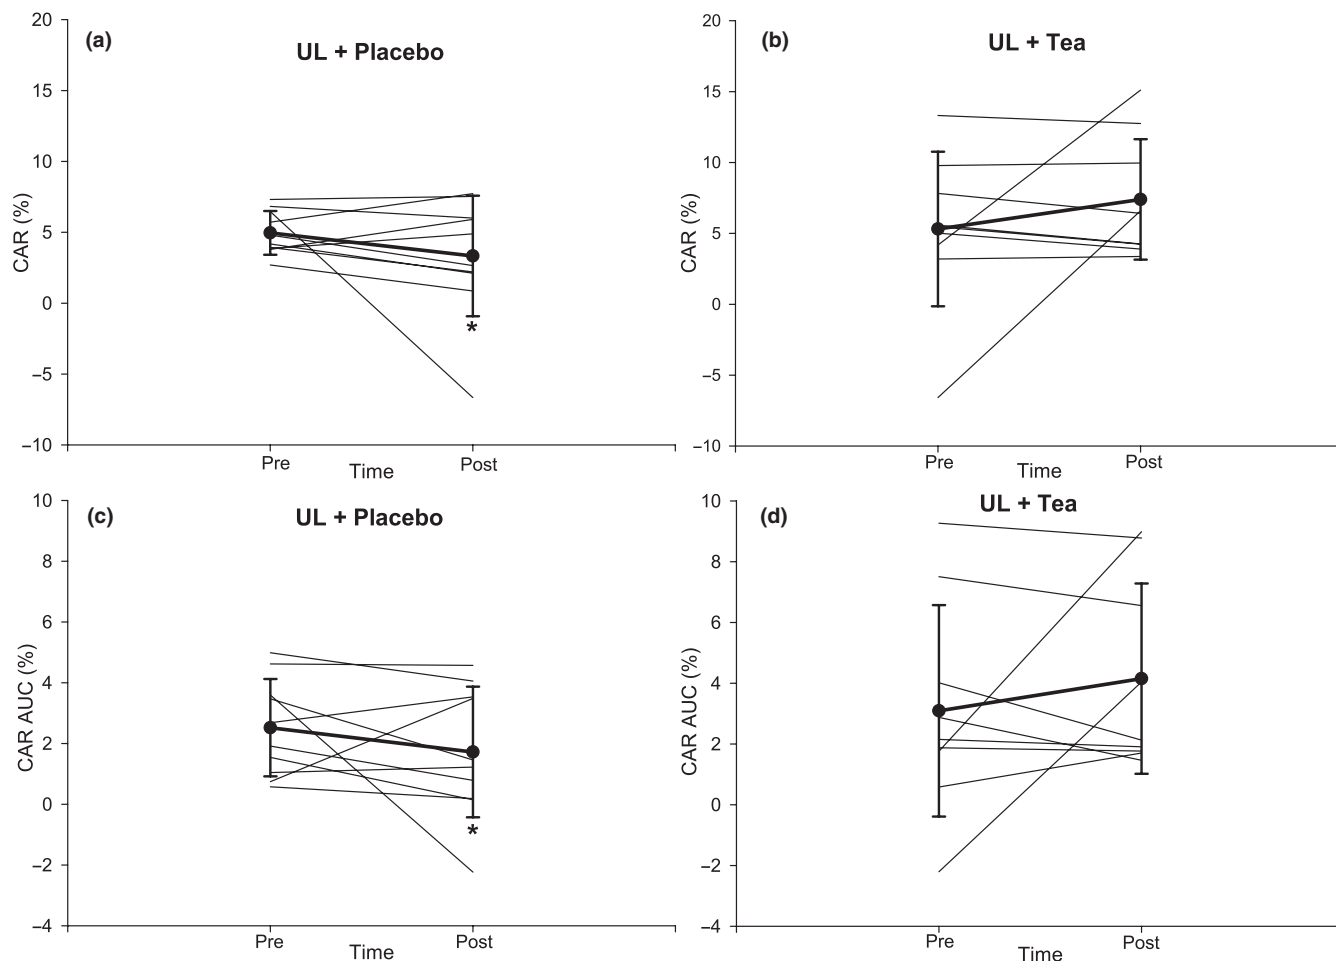 (a)
UL + Placebo
CAR (%)
20
15
10
5
0
−5
−10
*
Pre
Post
Time
(b)
UL + Tea
CAR (%)
20
15
10
5
0
−5
−10
Pre
Post
Time
(c)
UL + Placebo
CAR AUC (%)
10
8
6
4
2
0
−2
−4
*
Pre
Post
Time
(d)
UL + Tea
CAR AUC (%)
10
8
6
4
2
0
−2
−4
Pre
Post
Time